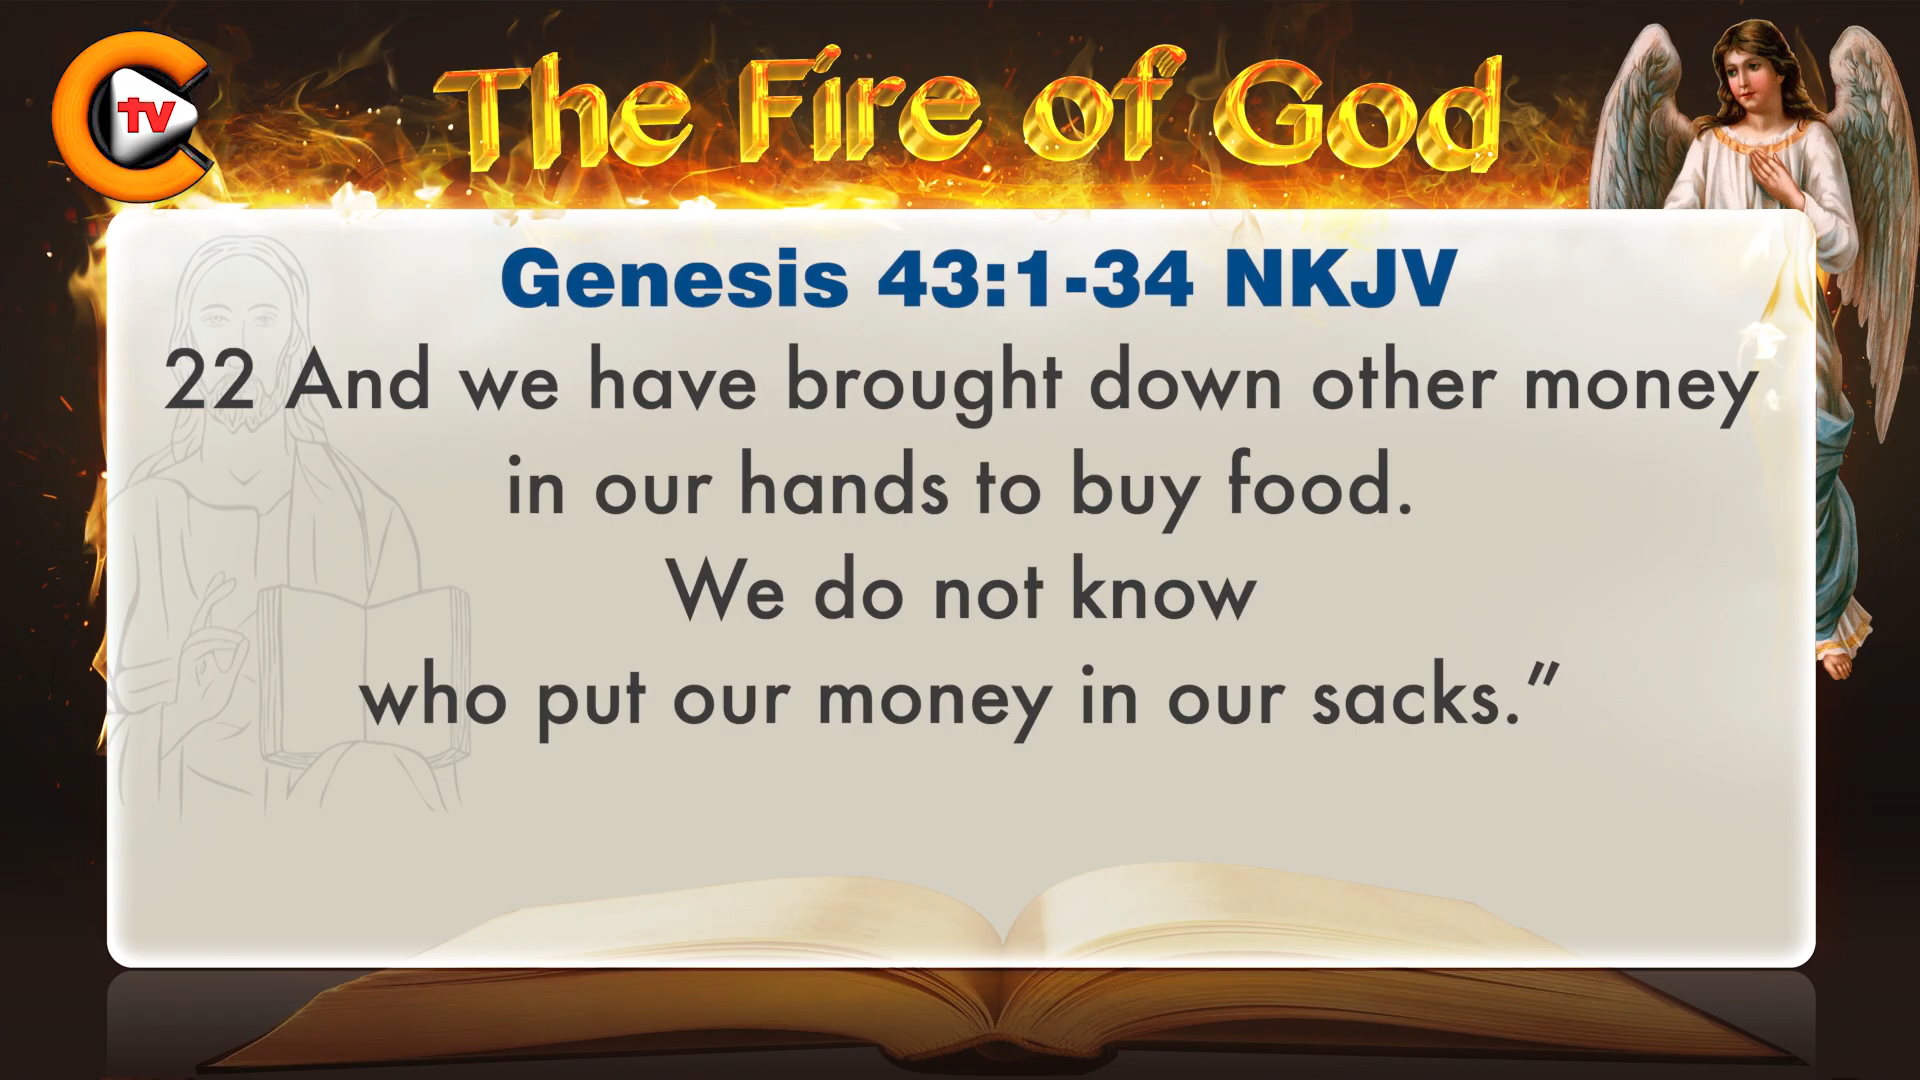 TV
The Fire of God
Genesis 43:1-34 NKJV
22 And we have brought down other money
in our hands to buy food.
We do not know
who put our money in our sacks.”